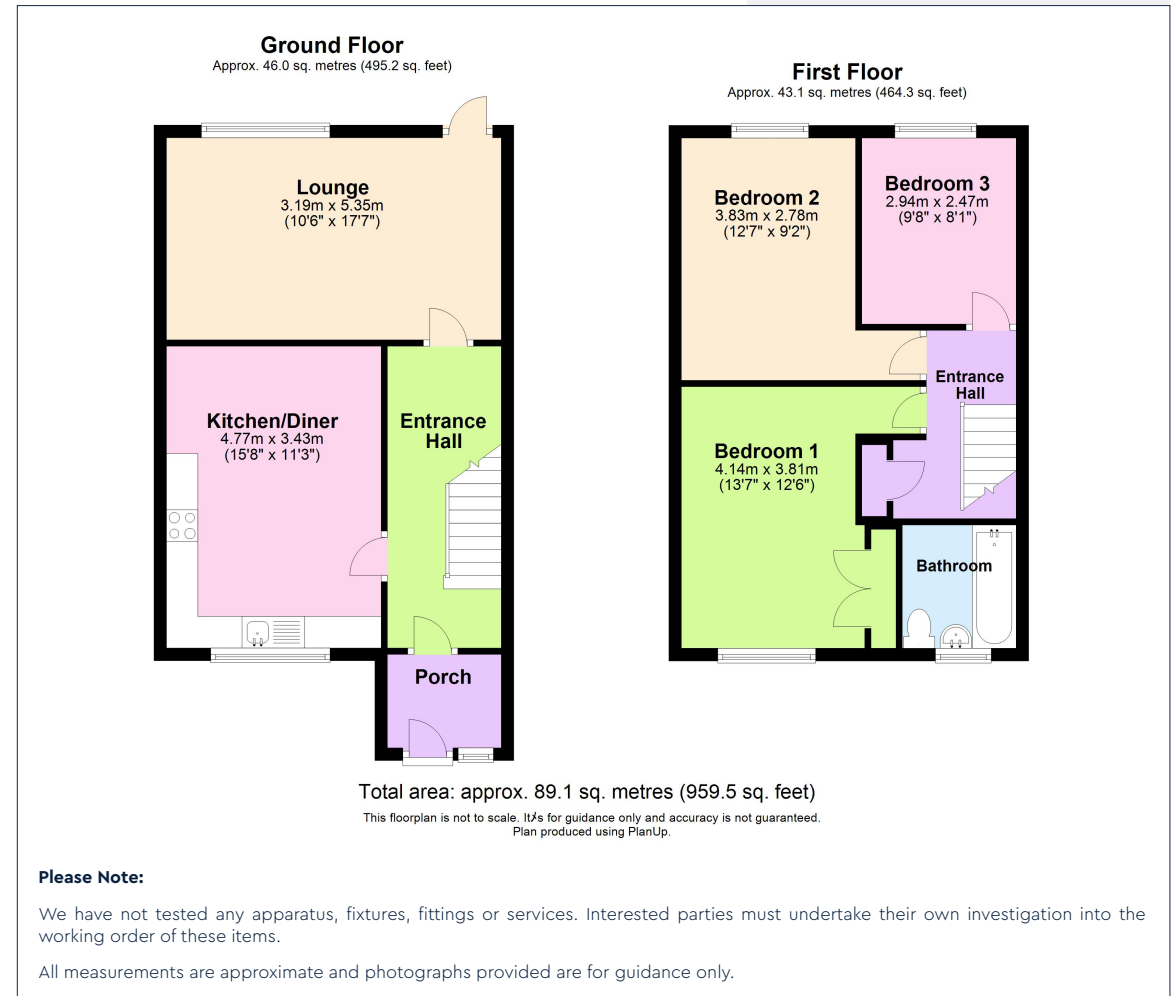 Ground Floor
Approx. 46.0 sq. metres (495.2 sq. feet)
Lounge
3.19m x 5.35m
(10'6" x 17'7")
Kitchen/Diner
4.77m x 3.43m
(15'8" x 11'3")
Entrance
Hall
Porch
First Floor
Approx. 43.1 sq. metres (464.3 sq. feet)
Bedroom 2
3.83m x 2.78m
(12'7" x 9'2")
Bedroom 3
2.94m x 2.47m
(9'8" x 8'1")
Entrance
Hall
Bedroom 1
4.14m x 3.81m
(13'7" x 12'6")
Bathroom
Total area: approx. 89.1 sq. metres (959.5 sq. feet)
This floorplan is not to scale. It's for guidance only and accuracy is not guaranteed.
Plan produced using PlanUp.
Please Note:
We have not tested any apparatus, fixtures, fittings or services. Interested parties must undertake their own investigation into the
working order of these items.
All measurements are approximate and photographs provided are for guidance only.